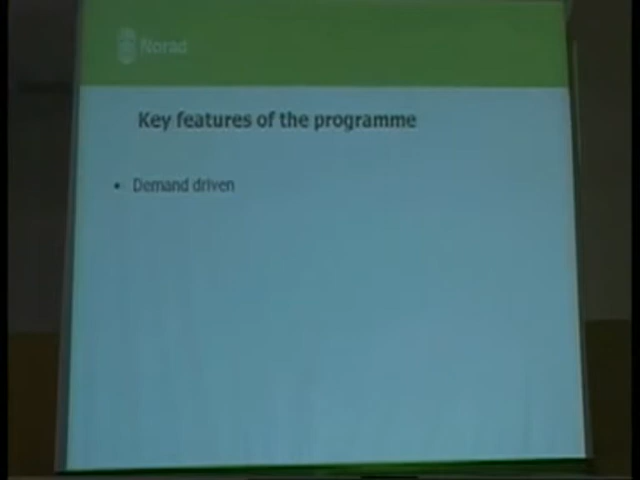 Norad
Key features of the programme
• Demand driven